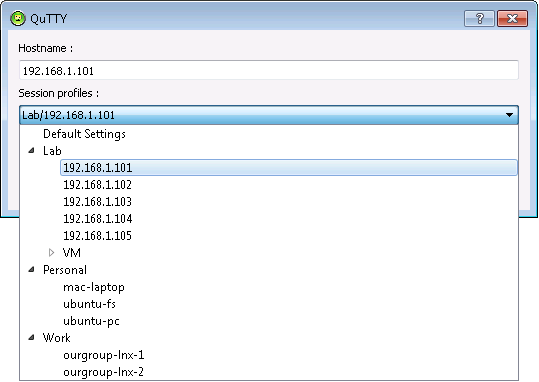 QuTTY
Hostname :
192.168.1.101
Session profiles :
Lab/192.168.1.101
Default Settings
Lab
192.168.1.101
192.168.1.102
192.168.1.103
192.168.1.104
192.168.1.105
VM
Personal
mac-laptop
ubuntu-fs
ubuntu-pc
Work
ourgroup-lnx-1
ourgroup-lnx-2